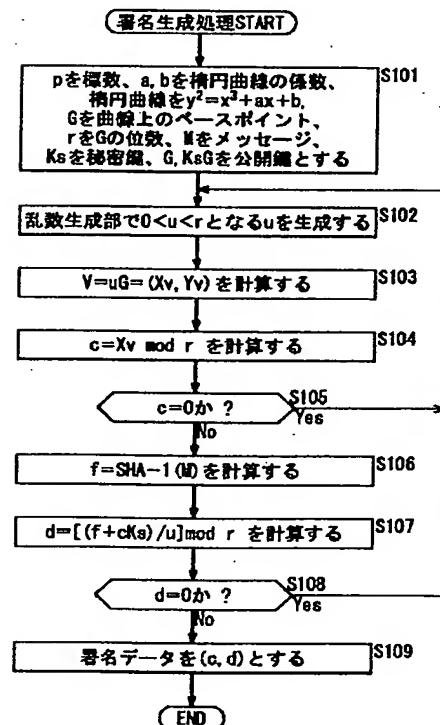 署名生成処理START
S101
pを標数、a,bを楕円曲線の係数、
楕円曲線をy²=x³+ax+b,
Gを曲線上のベースポイント、
rをGの位数、Mをメッセージ、
Ksを秘密鍵、G,KsGを公開鍵とする
S102
乱数生成部で0<u<rとなるuを生成する
S103
V=uG=(Xv,Yv)を計算する
S104
c=Xv mod r を計算する
S105
c=0か ?
Yes
No
S106
f=SHA-1(M)を計算する
S107
d=[(f+cKs)/u]mod r を計算する
S108
d=0か ?
Yes
No
S109
署名データを(c,d)とする
END